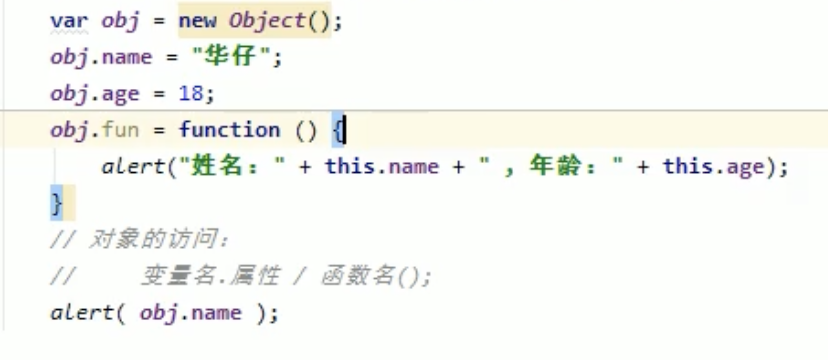 var obj = new Object();
obj.name = "华仔";
obj.age = 18;
obj.fun = function () {
    alert("姓名：" + this.name + " , 年龄：" + this.age);
}
// 对象的访问：
//     变量名.属性 / 函数名();
alert( obj.name );